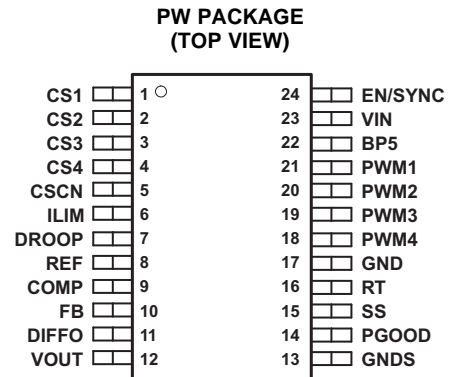 PW PACKAGE
(TOP VIEW)
CS1 1 24 EN/SYNC
CS2 2 23 VIN
CS3 3 22 BP5
CS4 4 21 PWM1
CSCN 5 20 PWM2
ILIM 6 19 PWM3
DROOP 7 18 PWM4
REF 8 17 GND
COMP 9 16 RT
FB 10 15 SS
DIFFO 11 14 PGOOD
VOUT 12 13 GNDS